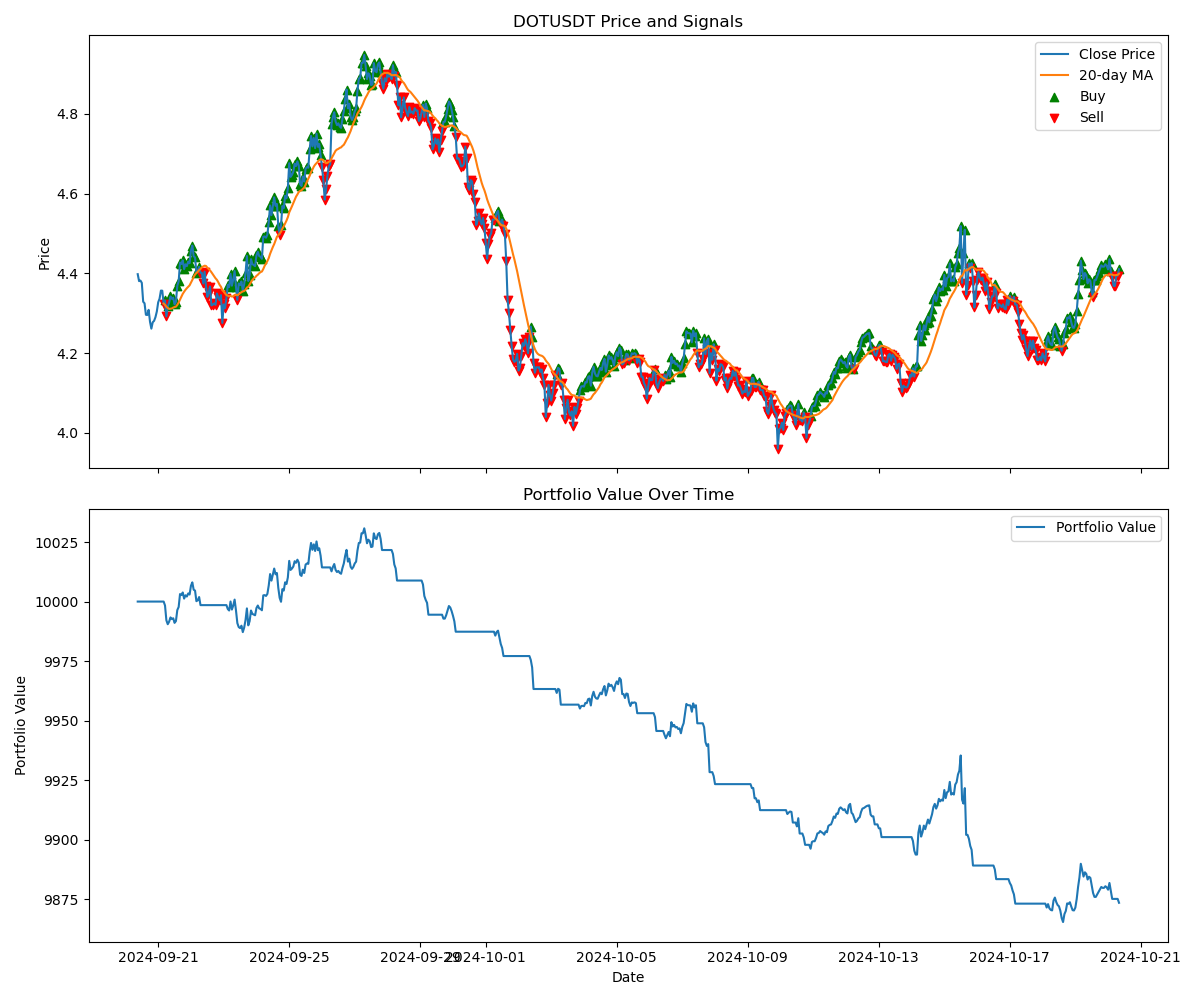 DOTUSDT Price and Signals
Price
4.8
4.6
4.4
4.2
4.0
Close Price
20-day MA
Buy
Sell
Portfolio Value Over Time
Portfolio Value
10025
10000
9975
9950
9925
9900
9875
Portfolio Value
2024-09-21
2024-09-25
2024-09-29
2024-10-01
2024-10-05
2024-10-09
2024-10-13
2024-10-17
2024-10-21
Date